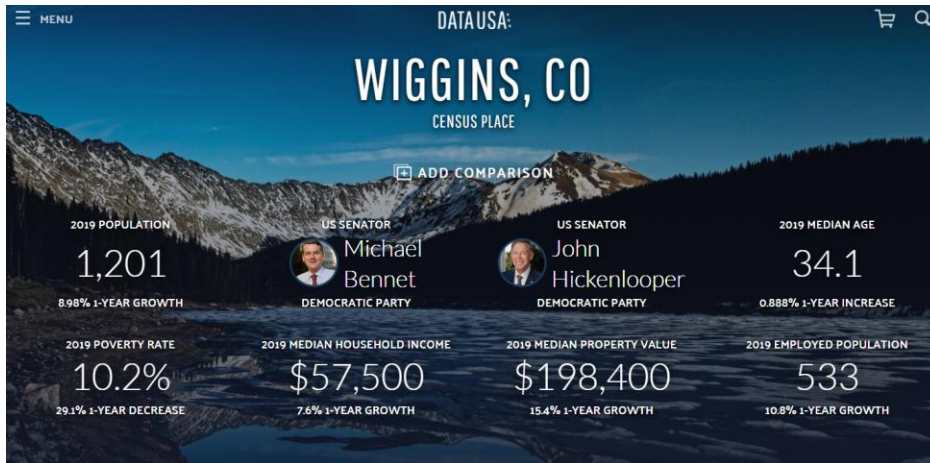 MENU
DATA USA:
WIGGINS, CO
CENSUS PLACE
ADD COMPARISON
2019 POPULATION
1,201
8.98% 1-YEAR GROWTH
US SENATOR
Michael
Bennet
DEMOCRATIC PARTY
US SENATOR
John
Hickenlooper
DEMOCRATIC PARTY
2019 MEDIAN AGE
34.1
0.888% 1-YEAR INCREASE
2019 POVERTY RATE
10.2%
29.1% 1-YEAR DECREASE
2019 MEDIAN HOUSEHOLD INCOME
$57,500
7.6% 1-YEAR GROWTH
2019 MEDIAN PROPERTY VALUE
$198,400
15.4% 1-YEAR GROWTH
2019 EMPLOYED POPULATION
533
10.8% 1-YEAR GROWTH